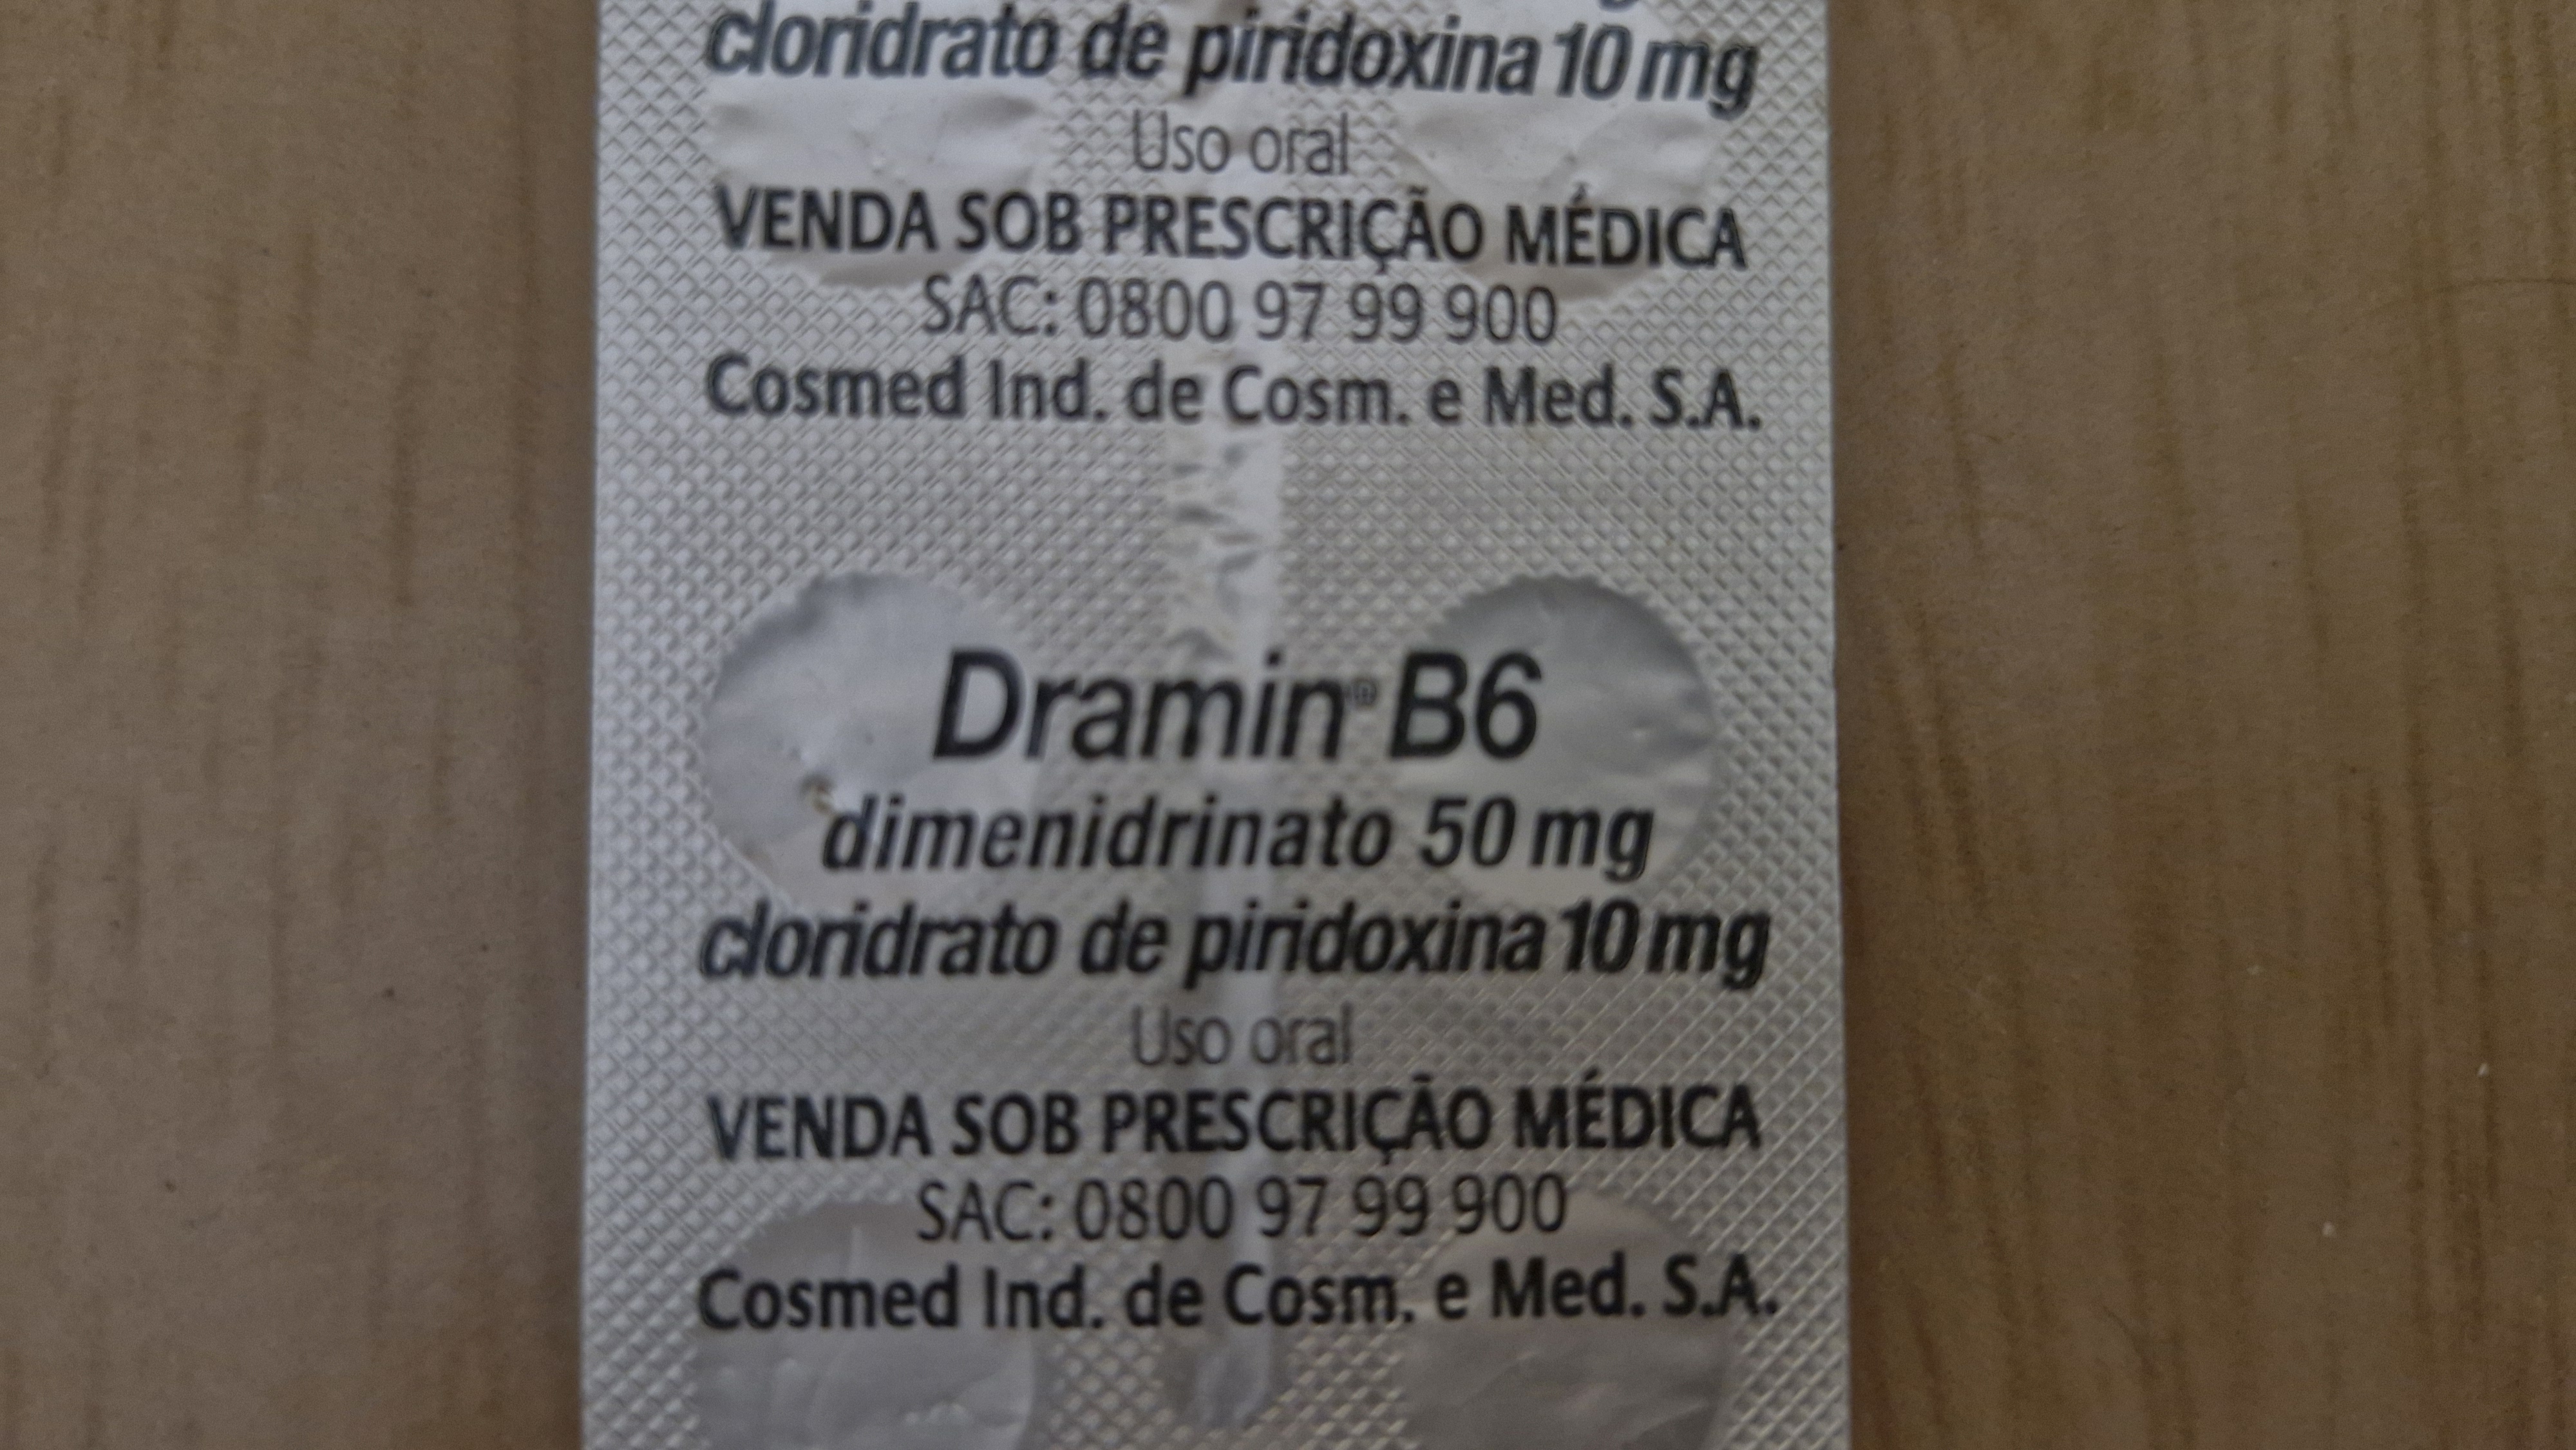 cloridrato de piridoxina 10 mg
Uso oral
VENDA SOB PRESCRIÇÃO MÉDICA
SAC: 0800 97 99 900
Cosmed Ind. de Cosm. e Med. S.A.
Dramin® B6
dimenidrinato 50 mg
cloridrato de piridoxina 10 mg
Uso oral
VENDA SOB PRESCRIÇÃO MÉDICA
SAC: 0800 97 99 900
Cosmed Ind. de Cosm. e Med. S.A.